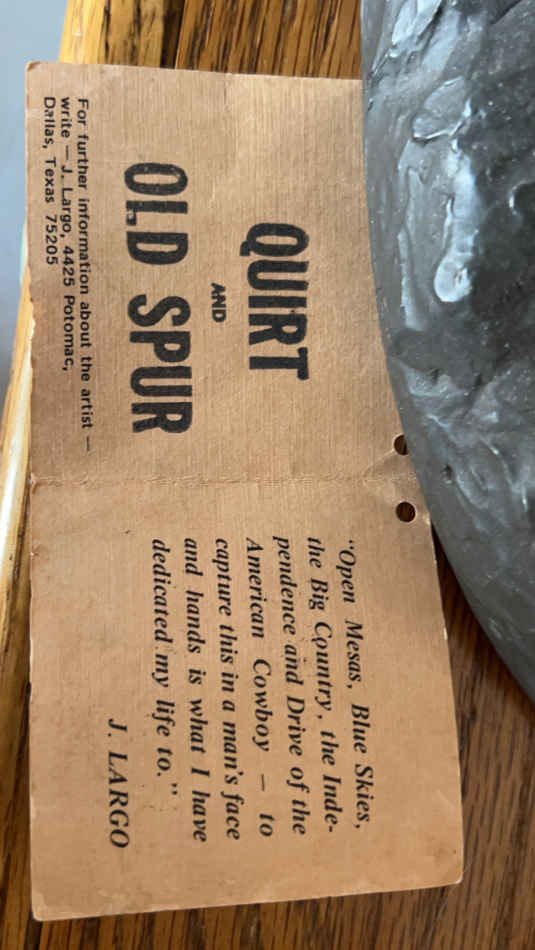 QUIRT
AND
OLD SPUR
For further information about the artist —
write — J. Largo, 4425 Potomac,
Dallas, Texas 75205
"Open Mesas, Blue Skies,
the Big Country, the Inde-
pendence and Drive of the
American Cowboy — to
capture this in a man's face
and hands is what I have
dedicated my life to."
J. LARGO